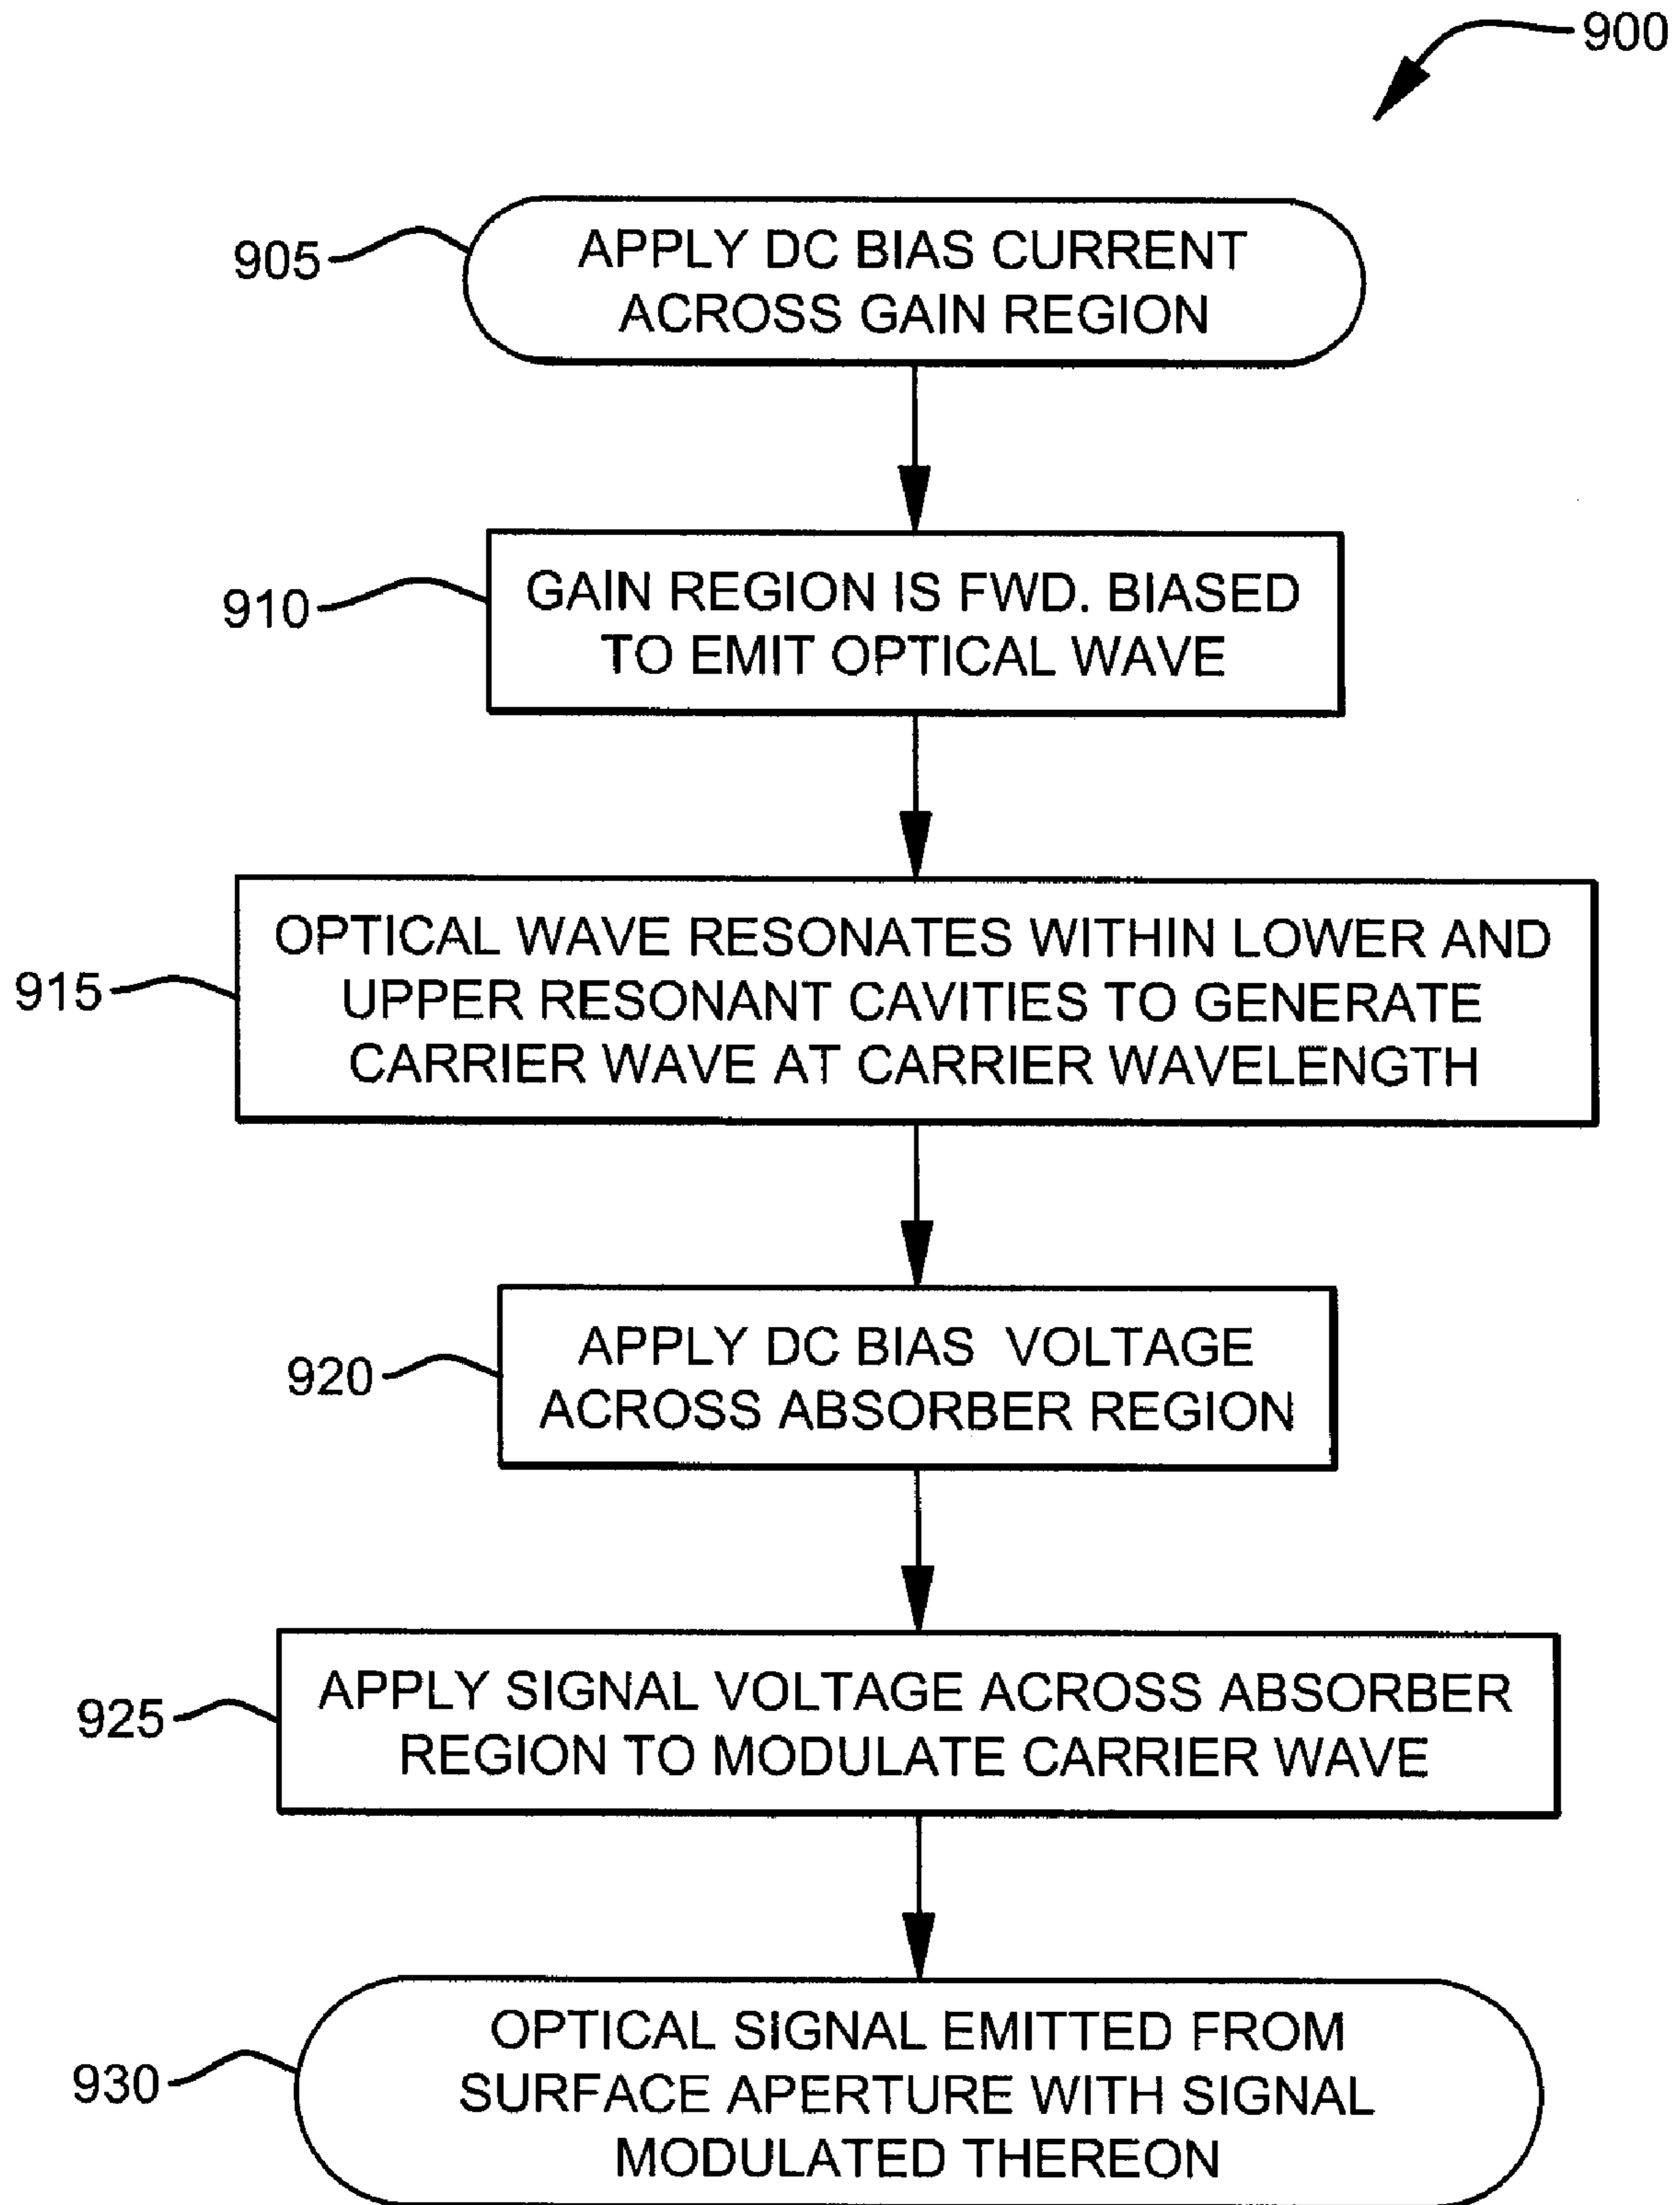 900
905
APPLY DC BIAS CURRENT
ACROSS GAIN REGION
910
GAIN REGION IS FWD. BIASED
TO EMIT OPTICAL WAVE
915
OPTICAL WAVE RESONATES WITHIN LOWER AND
UPPER RESONANT CAVITIES TO GENERATE
CARRIER WAVE AT CARRIER WAVELENGTH
920
APPLY DC BIAS VOLTAGE
ACROSS ABSORBER REGION
925
APPLY SIGNAL VOLTAGE ACROSS ABSORBER
REGION TO MODULATE CARRIER WAVE
930
OPTICAL SIGNAL EMITTED FROM
SURFACE APERTURE WITH SIGNAL
MODULATED THEREON